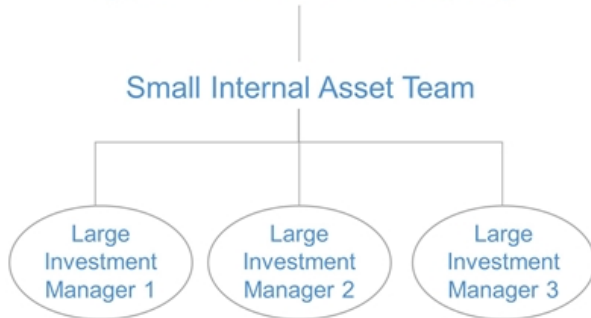 Small Internal Asset Team
Large
Investment
Manager 1
Large
Investment
Manager 2
Large
Investment
Manager 3